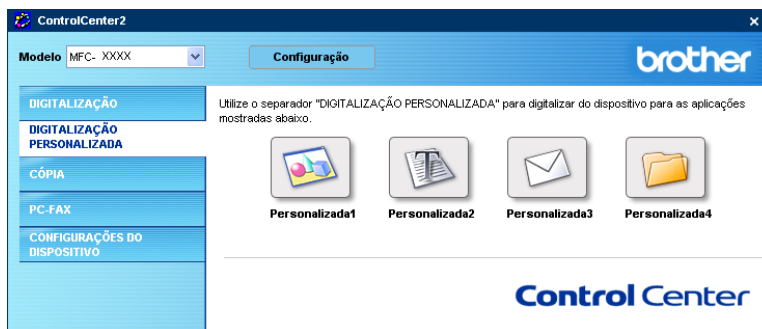 ControlCenter2
Modelo MFC- XXXX
Configuração
brother
DIGITALIZAÇÃO
DIGITALIZAÇÃO
PERSONALIZADA
CÓPIA
PC-FAX
CONFIGURAÇÕES DO
DISPOSITIVO
Utilize o separador "DIGITALIZAÇÃO PERSONALIZADA" para digitalizar do dispositivo para as aplicações
mostradas abaixo.
Personalizada1
Personalizada2
Personalizada3
Personalizada4
Control Center